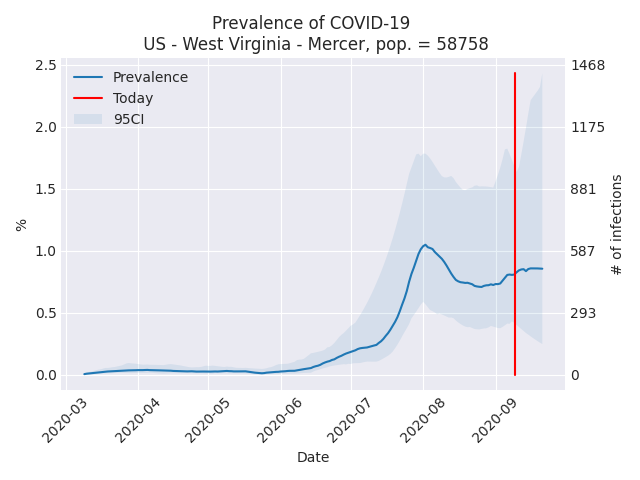 Prevalence of COVID-19
US - West Virginia - Mercer, pop. = 58758
Prevalence
Today
95CI
2.5
2.0
1.5
1.0
0.5
0.0
%
1468
1175
881
587
293
0
# of infections
2020-03
2020-04
2020-05
2020-06
2020-07
2020-08
2020-09
Date